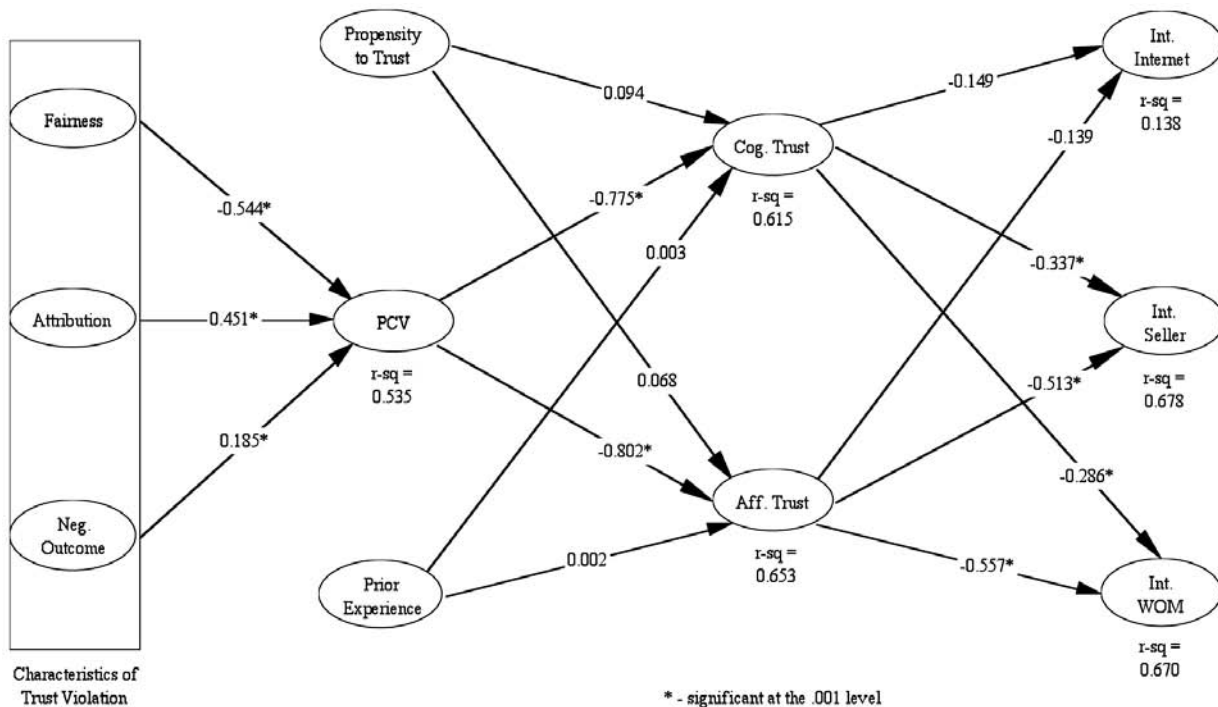 Propensity
to Trust
Int.
Internet
r-sq =
0.138
0.094
-0.149
Fairness
Cog. Trust
r-sq =
0.615
-0.139
-0.544*
-0.775*
0.003
-0.337*
Attribution
0.451*
PCV
r-sq =
0.535
Int.
Seller
r-sq =
0.678
0.068
-0.513*
0.185*
-0.802*
-0.286*
Neg.
Outcome
Aff. Trust
r-sq =
0.653
0.002
-0.557*
Prior
Experience
Int.
WOM
r-sq =
0.670
Characteristics of
Trust Violation
* - significant at the .001 level